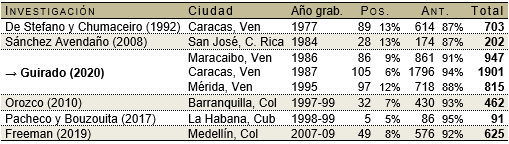 INVESTIGACIÓN Ciudad Año grab. POS. ANT. Total
De Stefano y Chumaceiro (1992) Caracas, Ven 1977 89 13% 614 87% 703
Sánchez Avendaño (2008) San José, C. Rica 1984 28 13% 174 87% 202
Maracaibo, Ven 1986 86 9% 861 91% 947
→ Guirado (2020) Caracas, Ven 1987 105 6% 1796 94% 1901
Mérida, Ven 1995 97 12% 718 88% 815
Orozco (2010) Barranquilla, Col 1997-99 32 7% 430 93% 462
Pacheco y Bouzouita (2017) La Habana, Cub 1998-99 5 5% 86 95% 91
Freeman (2019) Medellín, Col 2007-09 49 8% 576 92% 625